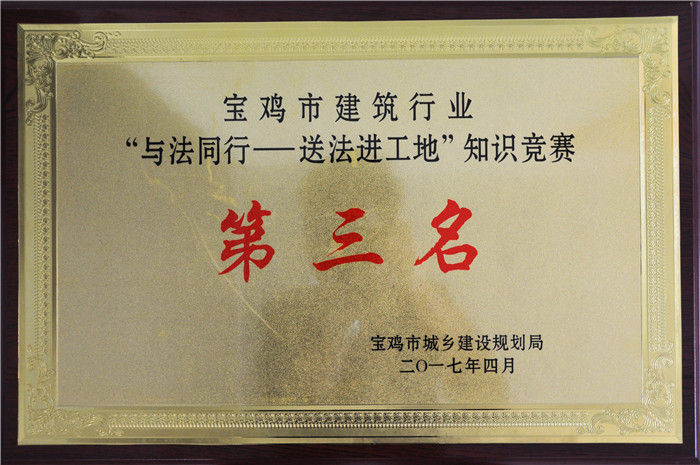 宝鸡市建筑行业
“与法同行——送法进工地”知识竞赛
第三名
宝鸡市城乡建设规划局
二〇一七年四月